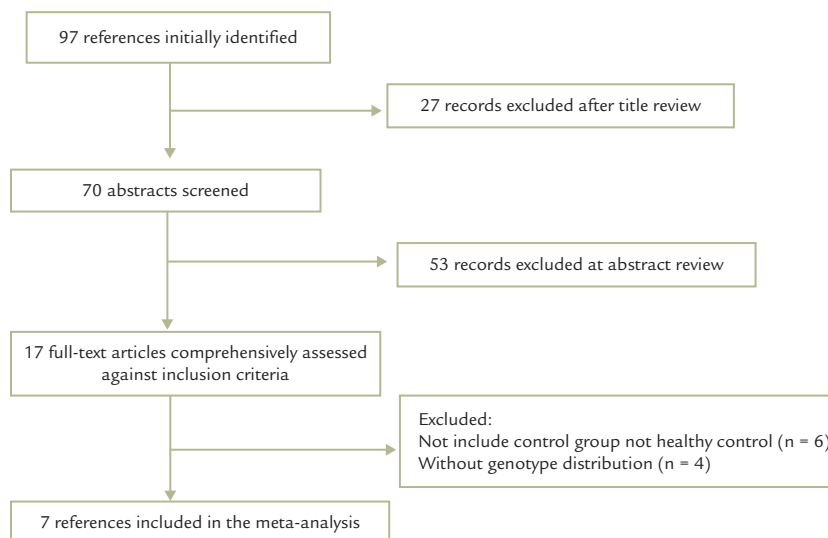 97 references initially identified
27 records excluded after title review
70 abstracts screened
53 records excluded at abstract review
17 full-text articles comprehensively assessed
against inclusion criteria
Excluded:
Not include control group not healthy control (n = 6)
Without genotype distribution (n = 4)
7 references included in the meta-analysis